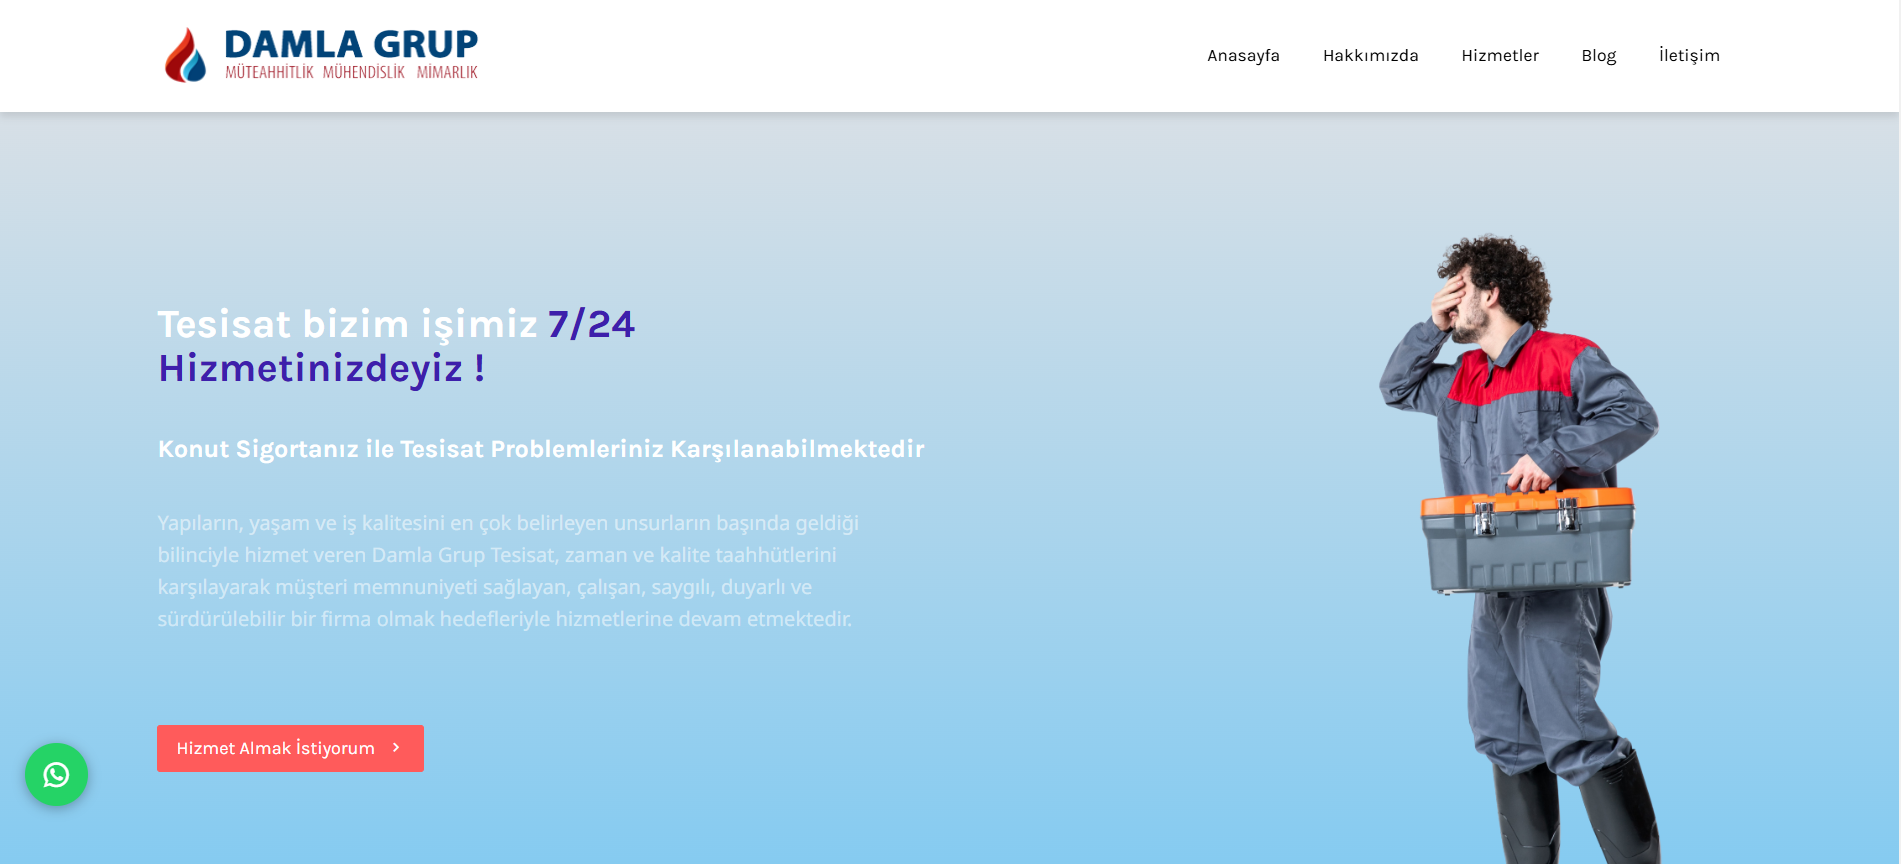 DAMLA GRUP
MÜTEAHHİTLİK MÜHENDİSLİK MİMARLIK
Anasayfa Hakkımızda Hizmetler Blog İletişim
Tesisat bizim işimiz 7/24
Hizmetinizdeyiz !
Konut Sigortanız ile Tesisat Problemleriniz Karşılanabilmektedir
Yapıların, yaşam ve iş kalitesini en çok belirleyen unsurların başında geldiği
bilinciyle hizmet veren Damla Grup Tesisat, zaman ve kalite taahhütlerini
karşılayarak müşteri memnuniyeti sağlayan, çalışan, saygılı, duyarlı ve
sürdürülebilir bir firma olmak hedefleriyle hizmetlerine devam etmektedir.
Hizmet Almak İstiyorum